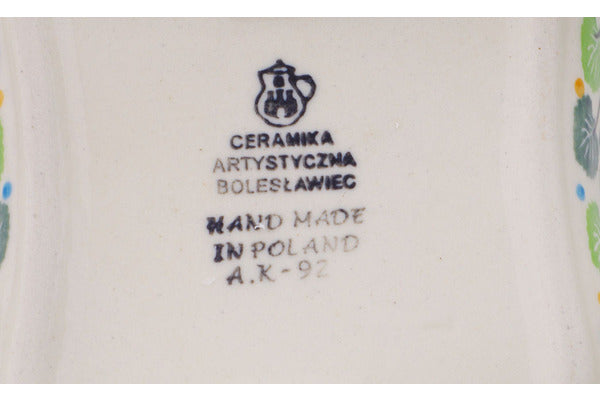 CERAMIKA
ARTYSTYCZNA
BOLESŁAWIEC
HAND MADE
IN POLAND
A.K-92